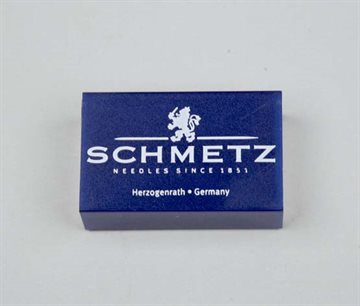 SCHMETZ
NEEDLES SINCE 1851
Herzogenrath • Germany